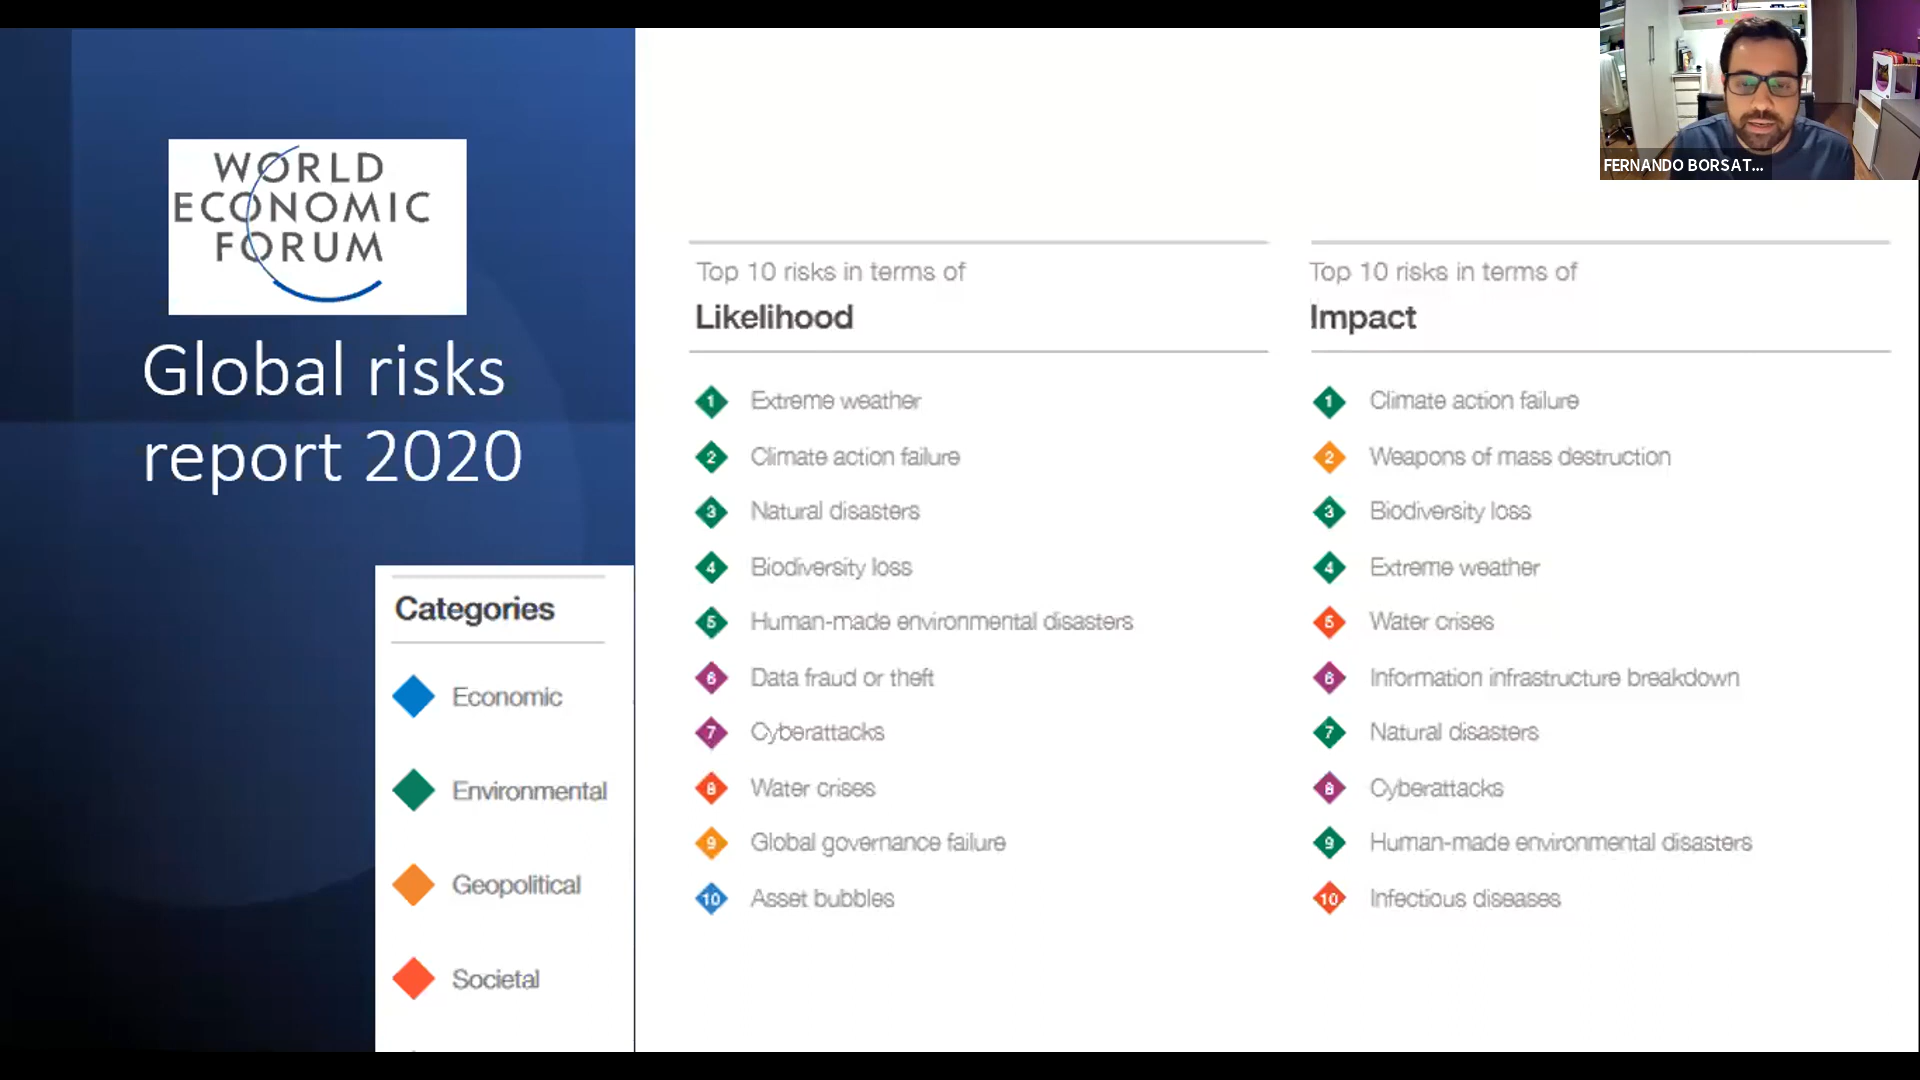 WORLD
ECONOMIC
FORUM
Global risks
report 2020
Categories
Economic
Environmental
Geopolitical
Societal
Top 10 risks in terms of
Likelihood
1 Extreme weather
2 Climate action failure
3 Natural disasters
4 Biodiversity loss
5 Human-made environmental disasters
6 Data fraud or theft
7 Cyberattacks
8 Water crises
9 Global governance failure
10 Asset bubbles
Top 10 risks in terms of
Impact
1 Climate action failure
2 Weapons of mass destruction
3 Biodiversity loss
4 Extreme weather
5 Water crises
6 Information infrastructure breakdown
7 Natural disasters
8 Cyberattacks
9 Human-made environmental disasters
10 Infectious diseases
FERNANDO BORSAT...